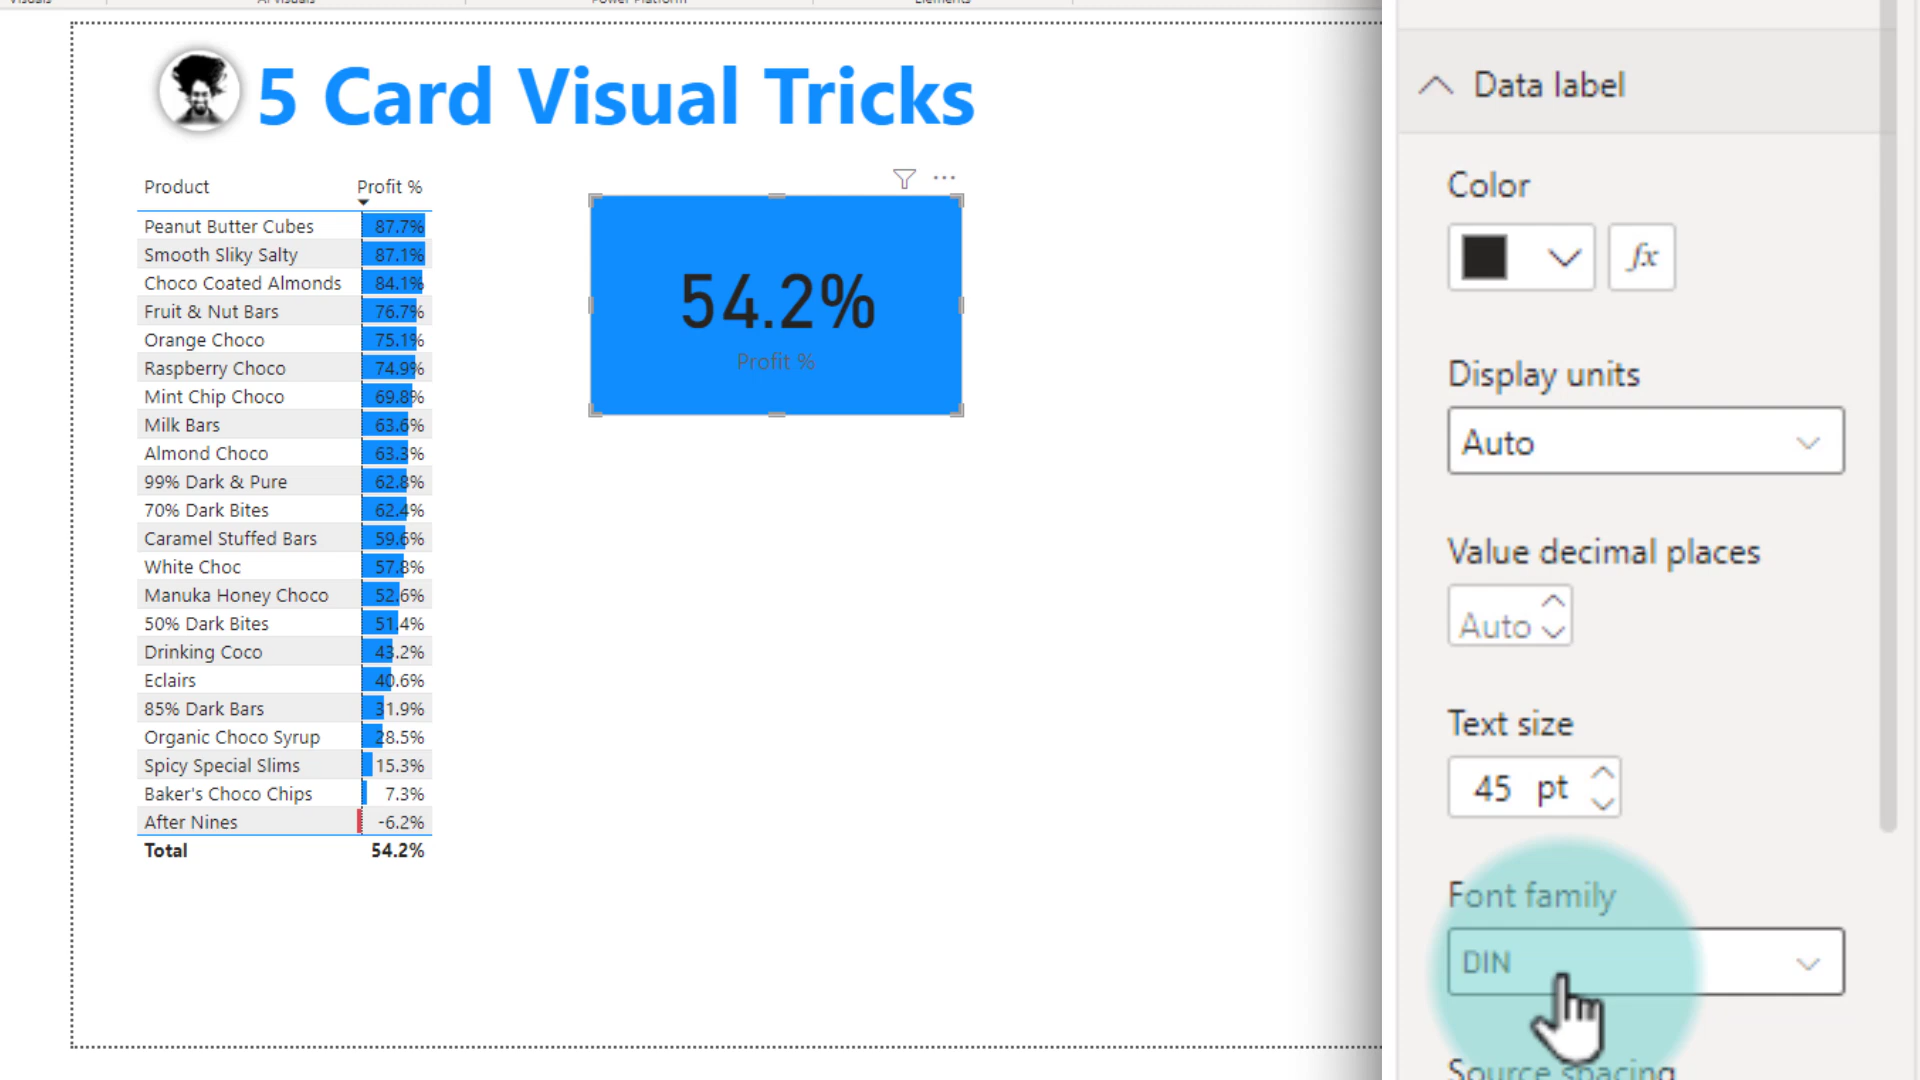 Visuals
AI visuals
Power Platform
Elements
5 Card Visual Tricks
Product Profit %
Peanut Butter Cubes 87.7%
Smooth Sliky Salty 87.1%
Choco Coated Almonds 84.1%
Fruit & Nut Bars 76.7%
Orange Choco 75.1%
Raspberry Choco 74.9%
Mint Chip Choco 69.8%
Milk Bars 63.6%
Almond Choco 63.3%
99% Dark & Pure 62.8%
70% Dark Bites 62.4%
Caramel Stuffed Bars 59.6%
White Choc 57.8%
Manuka Honey Choco 52.6%
50% Dark Bites 51.4%
Drinking Coco 43.2%
Eclairs 40.6%
85% Dark Bars 31.9%
Organic Choco Syrup 28.5%
Spicy Special Slims 15.3%
Baker's Choco Chips 7.3%
After Nines -6.2%
Total 54.2%
54.2%
Profit %
Data label
Color
fx
Display units
Auto
Value decimal places
Auto
Text size
45 pt
Font family
DIN
Source spacing